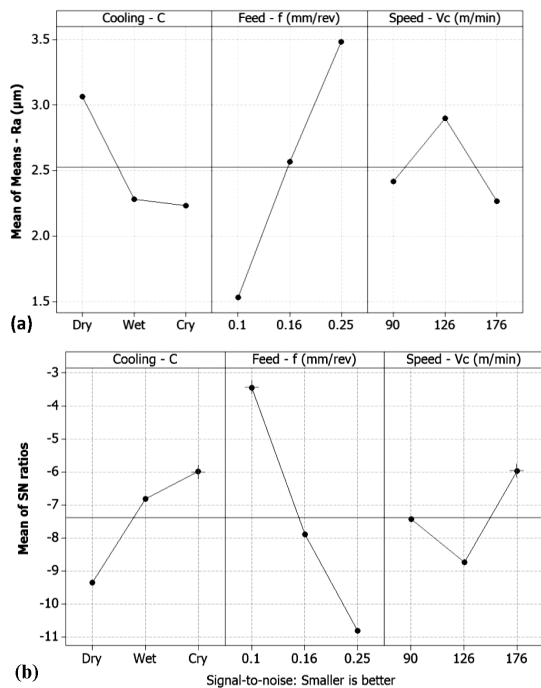 Cooling - C Feed - f (mm/rev) Speed - Vc (m/min)
3.5
3.0
2.5
2.0
1.5
Mean of Means - Ra (µm)
Dry Wet Cry 0.1 0.16 0.25 90 126 176
(a)
Cooling - C Feed - f (mm/rev) Speed - Vc (m/min)
-3
-4
-5
-6
-7
-8
-9
-10
-11
Mean of SN ratios
Dry Wet Cry 0.1 0.16 0.25 90 126 176
(b)
Signal-to-noise: Smaller is better